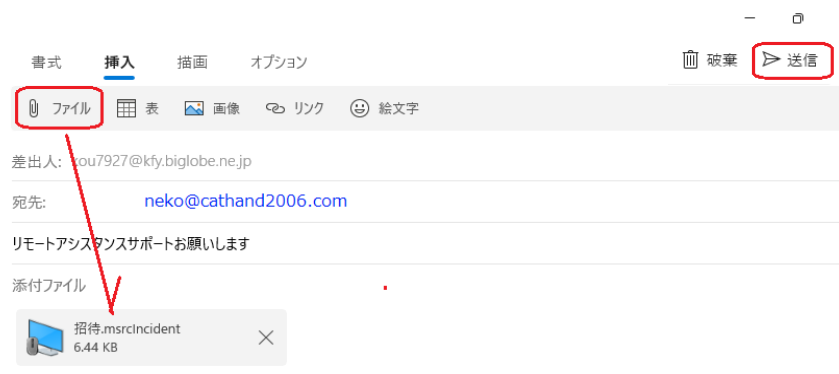 書式 挿入 描画 オプション 破棄 送信
ファイル 表 画像 リンク 絵文字
差出人: ou7927@kfy.biglobe.ne.jp
宛先: neko@cathand2006.com
リモートアシスタンスサポートお願いします
添付ファイル
招待.msrcIncident
6.44 KB